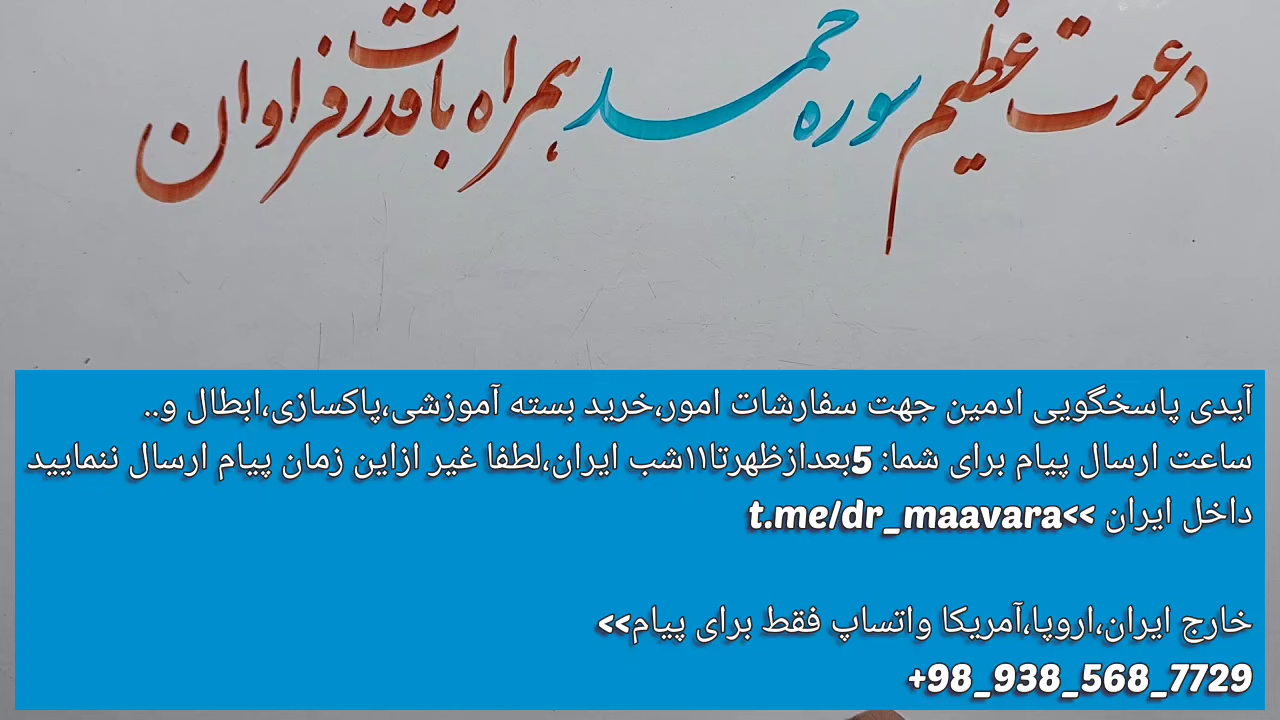 دعوت عظیم سوره حمد همراه با قدرت فراوان
آیدی پاسخگویی ادمین جهت سفارشات امور،خرید بسته آموزشی،پاکسازی،ابطال و..
ساعت ارسال پیام برای شما: 5بعدازظهرتا۱۱شب ایران،لطفا غیر ازاین زمان پیام ارسال ننمایید
داخل ایران >>t.me/dr_maavara
خارج ایران،اروپا،آمریکا واتساپ فقط برای پیام>>
+98_938_568_7729